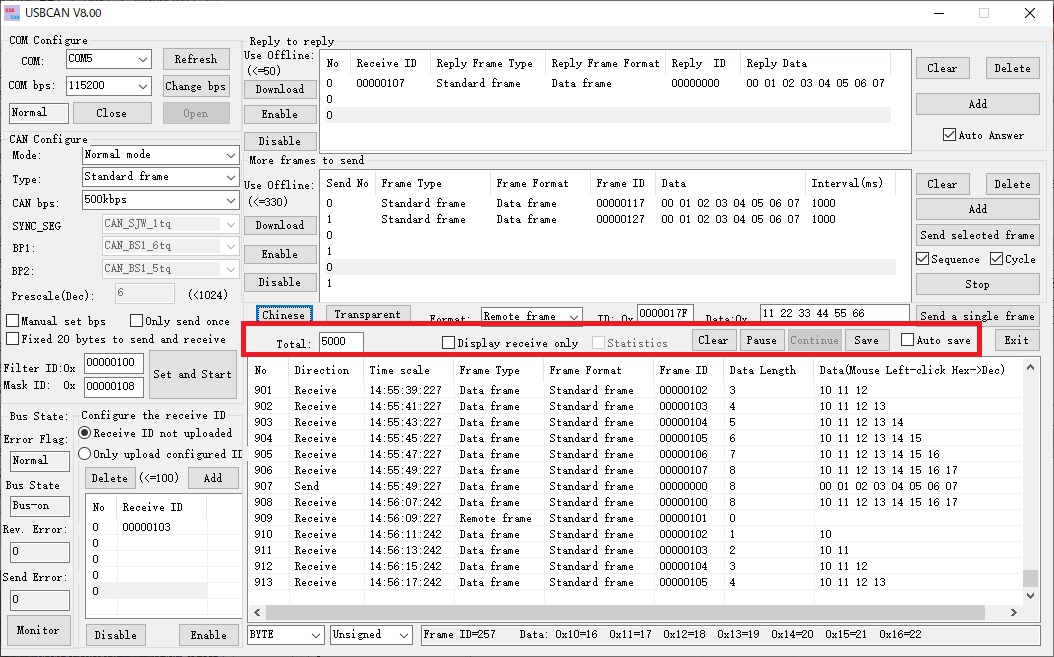 USBCAN V8.00
COM Configure
COM: COM5 Refresh
COM bps: 115200 Change bps
Normal Close Open
CAN Configure
Mode: Normal mode
Type: Standard frame
CAN bps: 500kbps
SYNC_SEG CAN_SJW_1tq
BP1: CAN_BS1_6tq
BP2: CAN_BS1_5tq
Prescale(Dec): 6 (<1024)
Manual set bps Only send once
Fixed 20 bytes to send and receive
Filter ID:0x 00000100
Mask ID: 0x 00000108
Set and Start
Bus State:
Error Flag:
Normal
Bus State
Bus-on
Rev. Error:
0
Send Error:
0
Monitor
Configure the receive ID
Receive ID not uploaded
Only upload configured ID
Delete (<=100) Add
No Receive ID
0 00000103
0
0
0
0
Disable Enable
Reply to reply
Use Offline:
(<=50)
Download
Enable
Disable
No Receive ID Reply Frame Type Reply Frame Format Reply ID Reply Data
0 00000107 Standard frame Data frame 00000000 00 01 02 03 04 05 06 07
0
0
Clear Delete
Add
Auto Answer
More frames to send
Use Offline:
(<=330)
Download
Enable
Disable
Send No Frame Type Frame Format Frame ID Data Interval(ms)
0 Standard frame Data frame 00000117 00 01 02 03 04 05 06 07 1000
1 Standard frame Data frame 00000127 00 01 02 03 04 05 06 07 1000
0
1
0
1
Clear Delete
Add
Send selected frame
Sequence Cycle
Stop
Chinese Transparent Format: Remote frame ID: 0x 0000017F Data:0x 11 22 33 44 55 66 Send a single frame
Total: 5000 Display receive only Statistics Clear Pause Continue Save Auto save Exit
No Direction Time scale Frame Type Frame Format Frame ID Data Length Data(Mouse Left-click Hex->Dec)
901 Receive 14:55:39:227 Data frame Standard frame 00000102 3 10 11 12
902 Receive 14:55:41:227 Data frame Standard frame 00000103 4 10 11 12 13
903 Receive 14:55:43:227 Data frame Standard frame 00000104 5 10 11 12 13 14
904 Receive 14:55:45:227 Data frame Standard frame 00000105 6 10 11 12 13 14 15
905 Receive 14:55:47:227 Data frame Standard frame 00000106 7 10 11 12 13 14 15 16
906 Receive 14:55:49:227 Data frame Standard frame 00000107 8 10 11 12 13 14 15 16 17
907 Send 14:55:49:227 Data frame Standard frame 00000000 8 00 01 02 03 04 05 06 07
908 Receive 14:56:07:242 Data frame Standard frame 00000100 8 10 11 12 13 14 15 16 17
909 Receive 14:56:09:227 Remote frame Standard frame 00000101 0
910 Receive 14:56:11:242 Data frame Standard frame 00000102 1 10
911 Receive 14:56:13:242 Data frame Standard frame 00000103 2 10 11
912 Receive 14:56:15:242 Data frame Standard frame 00000104 3 10 11 12
913 Receive 14:56:17:242 Data frame Standard frame 00000105 4 10 11 12 13
BYTE Unsigned Frame ID=257 Data: 0x10=16 0x11=17 0x12=18 0x13=19 0x14=20 0x15=21 0x16=22